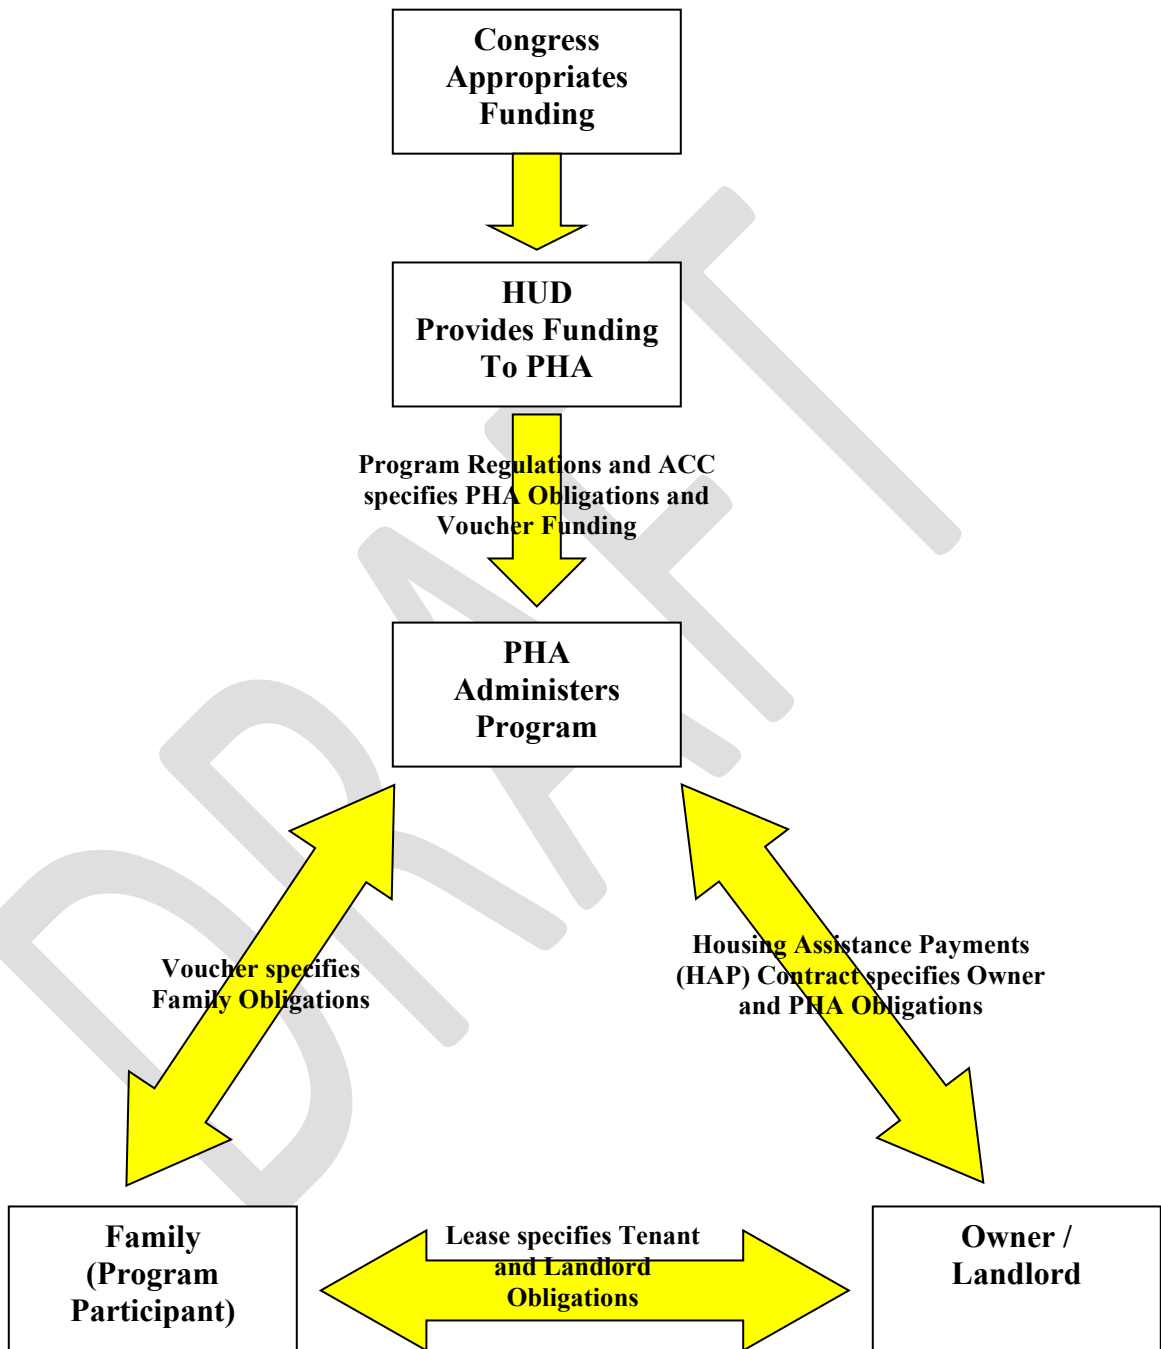 Congress
Appropriates
Funding
HUD
Provides Funding
To PHA
Program Regulations and ACC
specifies PHA Obligations and
Voucher Funding
PHA
Administers
Program
Voucher specifies
Family Obligations
Housing Assistance Payments
(HAP) Contract specifies Owner
and PHA Obligations
Family
(Program
Participant)
Lease specifies Tenant
and Landlord
Obligations
Owner /
Landlord
DRAFT